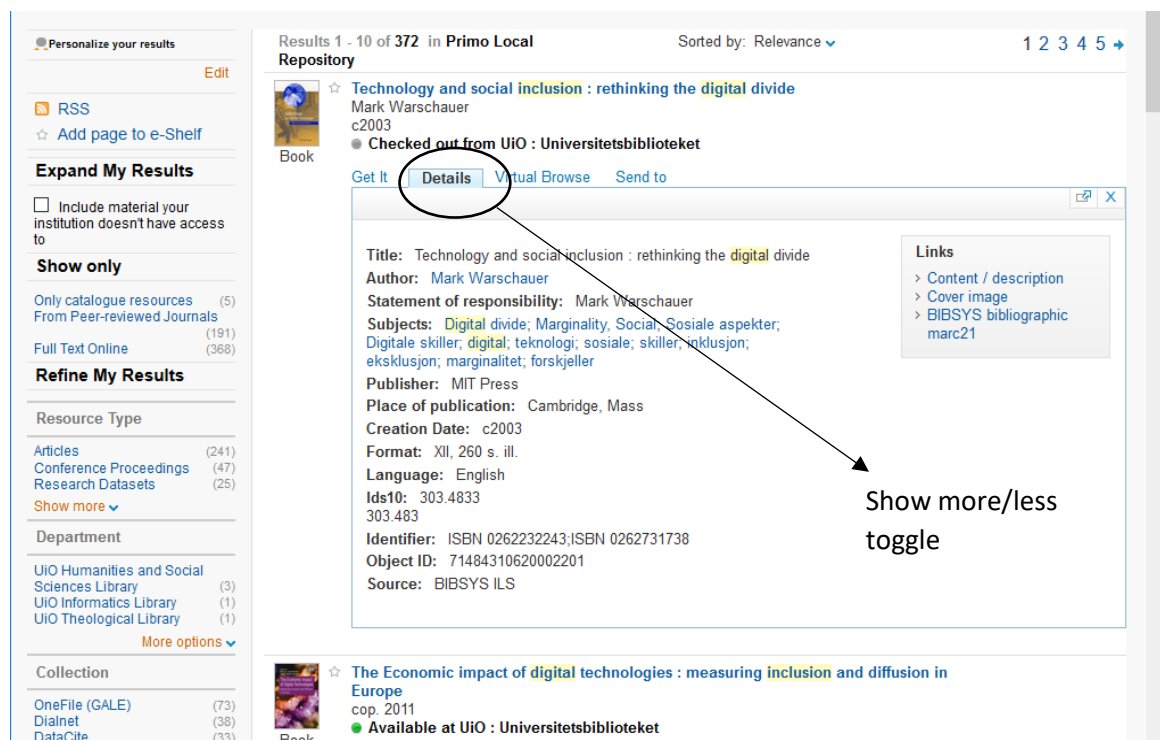 Personalize your results
Edit
RSS
Add page to e-Shelf
Expand My Results
Include material your
institution doesn't have access
to
Show only
Only catalogue resources (5)
From Peer-reviewed Journals
(191)
Full Text Online (368)
Refine My Results
Resource Type
Articles (241)
Conference Proceedings (47)
Research Datasets (25)
Show more
Department
UiO Humanities and Social
Sciences Library (3)
UiO Informatics Library (1)
UiO Theological Library (1)
More options
Collection
OneFile (GALE) (73)
Dialnet (38)
DataCite (33)
Results 1 - 10 of 372 in Primo Local
Repository
Sorted by: Relevance
1 2 3 4 5
Technology and social inclusion : rethinking the digital divide
Mark Warschauer
c2003
Checked out from UiO : Universitetsbiblioteket
Book
Get It Details Virtual Browse Send to
X
Title: Technology and social inclusion : rethinking the digital divide
Author: Mark Warschauer
Statement of responsibility: Mark Warschauer
Subjects: Digital divide; Marginality, Social; Sosiale aspekter;
Digitale skiller; digital; teknologi; sosiale; skiller; inklusjon;
eksklusjon; marginalitet; forskjeller
Publisher: MIT Press
Place of publication: Cambridge, Mass
Creation Date: c2003
Format: XII, 260 s. ill.
Language: English
Ids10: 303.4833
303.483
Identifier: ISBN 0262232243;ISBN 0262731738
Object ID: 71484310620002201
Source: BIBSYS ILS
Links
Content / description
Cover image
BIBSYS bibliographic
marc21
Show more/less
toggle
The Economic impact of digital technologies : measuring inclusion and diffusion in
Europe
cop. 2011
Available at UiO : Universitetsbiblioteket
Book